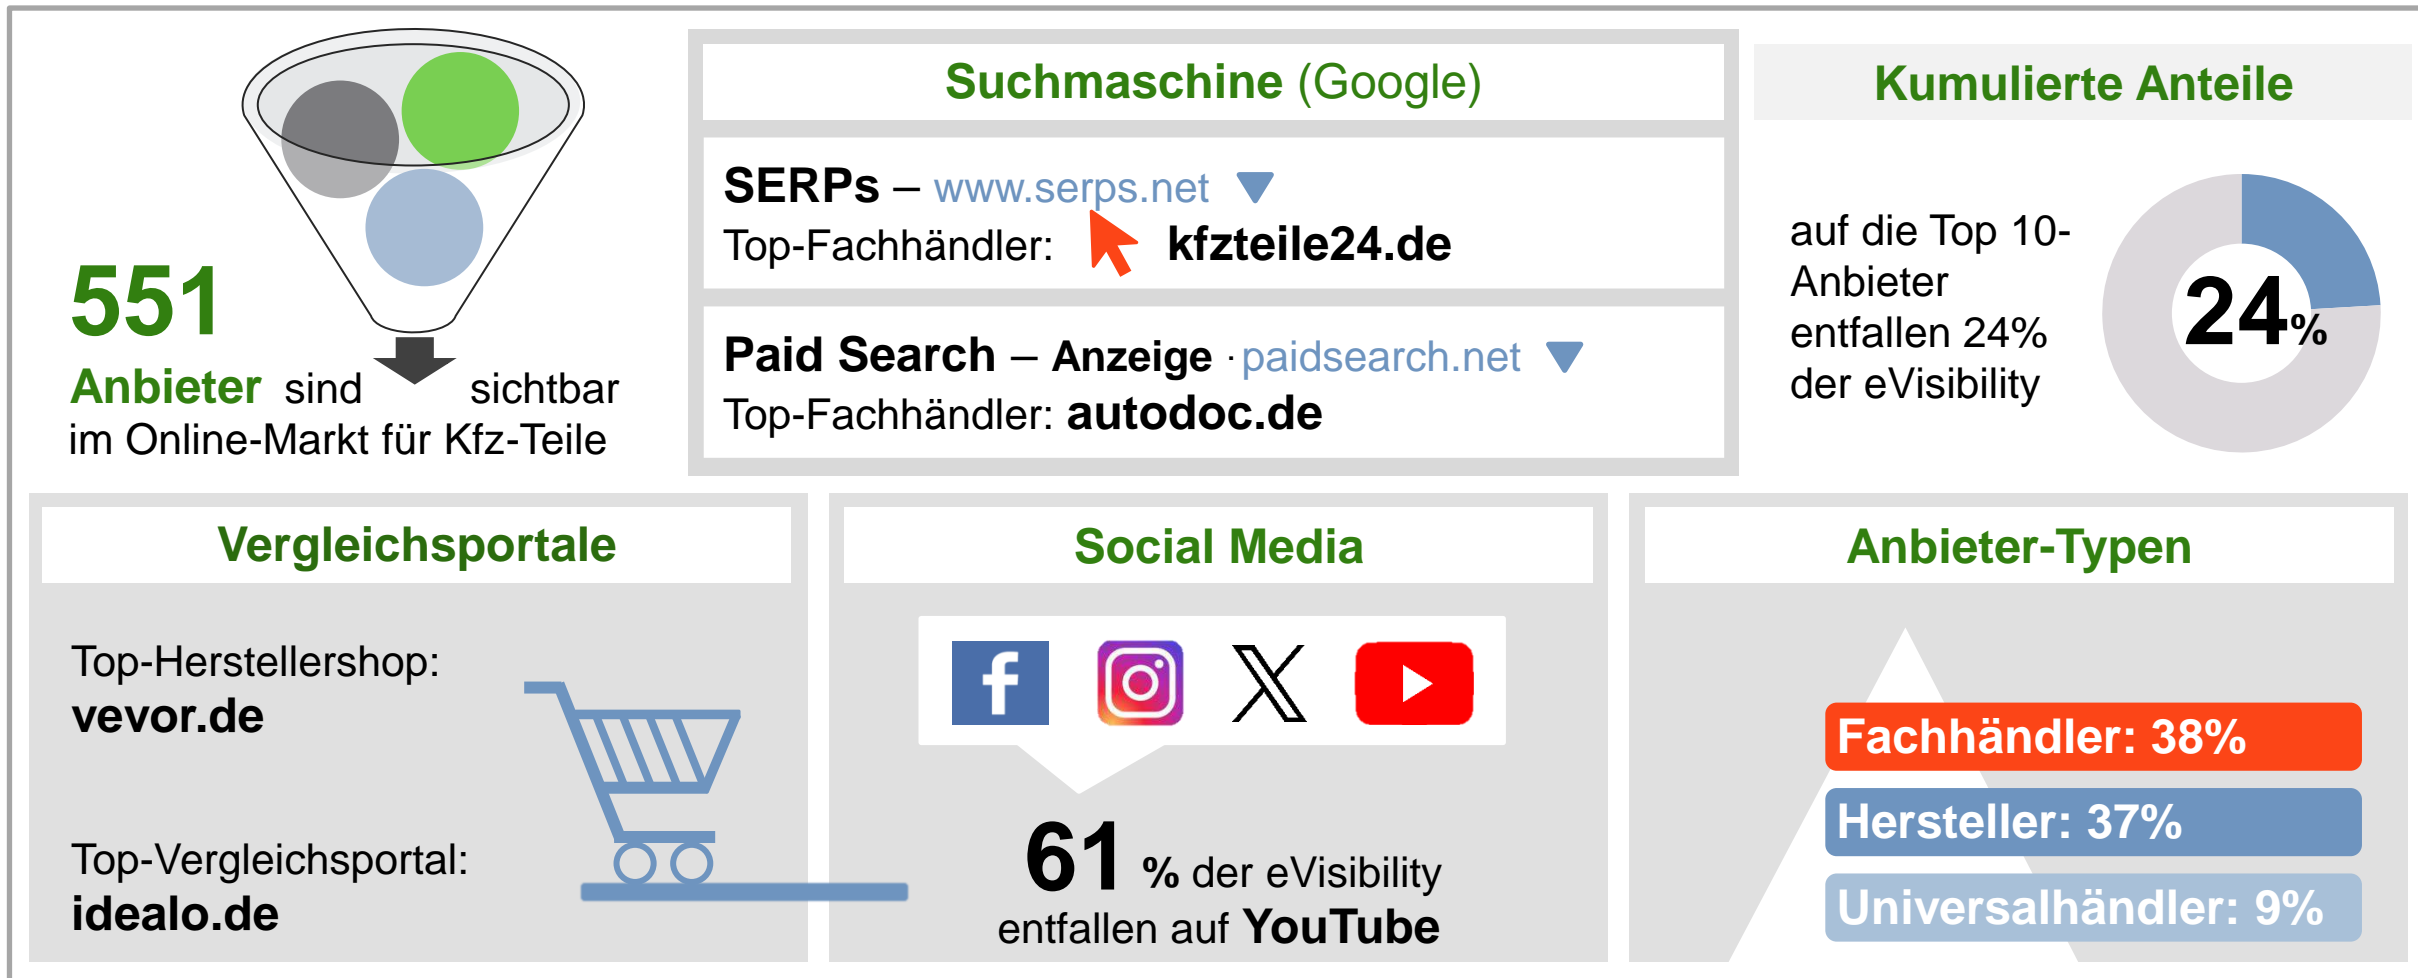 551
Anbieter sind sichtbar
im Online-Markt für Kfz-Teile
Suchmaschine (Google)
SERPs – www.serps.net
Top-Fachhändler: kfzteile24.de
Paid Search – Anzeige · paidsearch.net
Top-Fachhändler: autodoc.de
Kumulierte Anteile
auf die Top 10-
Anbieter
entfallen 24%
der eVisibility
24%
Vergleichsportale
Top-Herstellershop:
vevor.de
Top-Vergleichsportal:
idealo.de
Social Media
61 % der eVisibility
entfallen auf YouTube
Anbieter-Typen
Fachhändler: 38%
Hersteller: 37%
Universalhändler: 9%